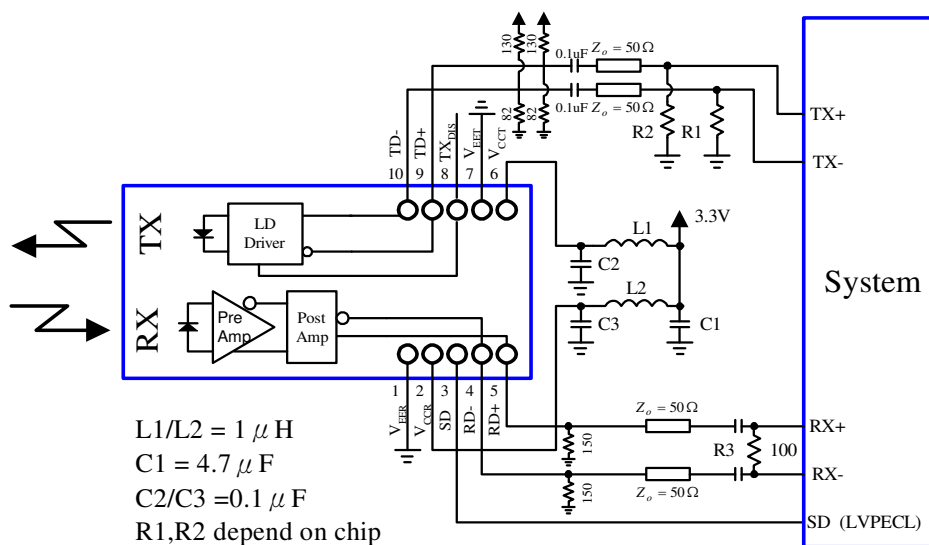 130
130
0.1uF
Zo = 50Ω
82
82
0.1uF
Zo = 50Ω
R2
R1
TX+
TX-
TD-
TD+
TXDIS
VEET
VCCT
10
9
8
7
6
TX
LD
Driver
3.3V
L1
C2
L2
C3
C1
System
RX
Pre
Amp
Post
Amp
1
2
3
4
5
VEER
VCCR
SD
RD-
RD+
Zo = 50Ω
RX+
150
R3
100
150
Zo = 50Ω
RX-
SD (LVPECL)
L1/L2 = 1 μ H
C1 = 4.7 μ F
C2/C3 =0.1 μ F
R1,R2 depend on chip